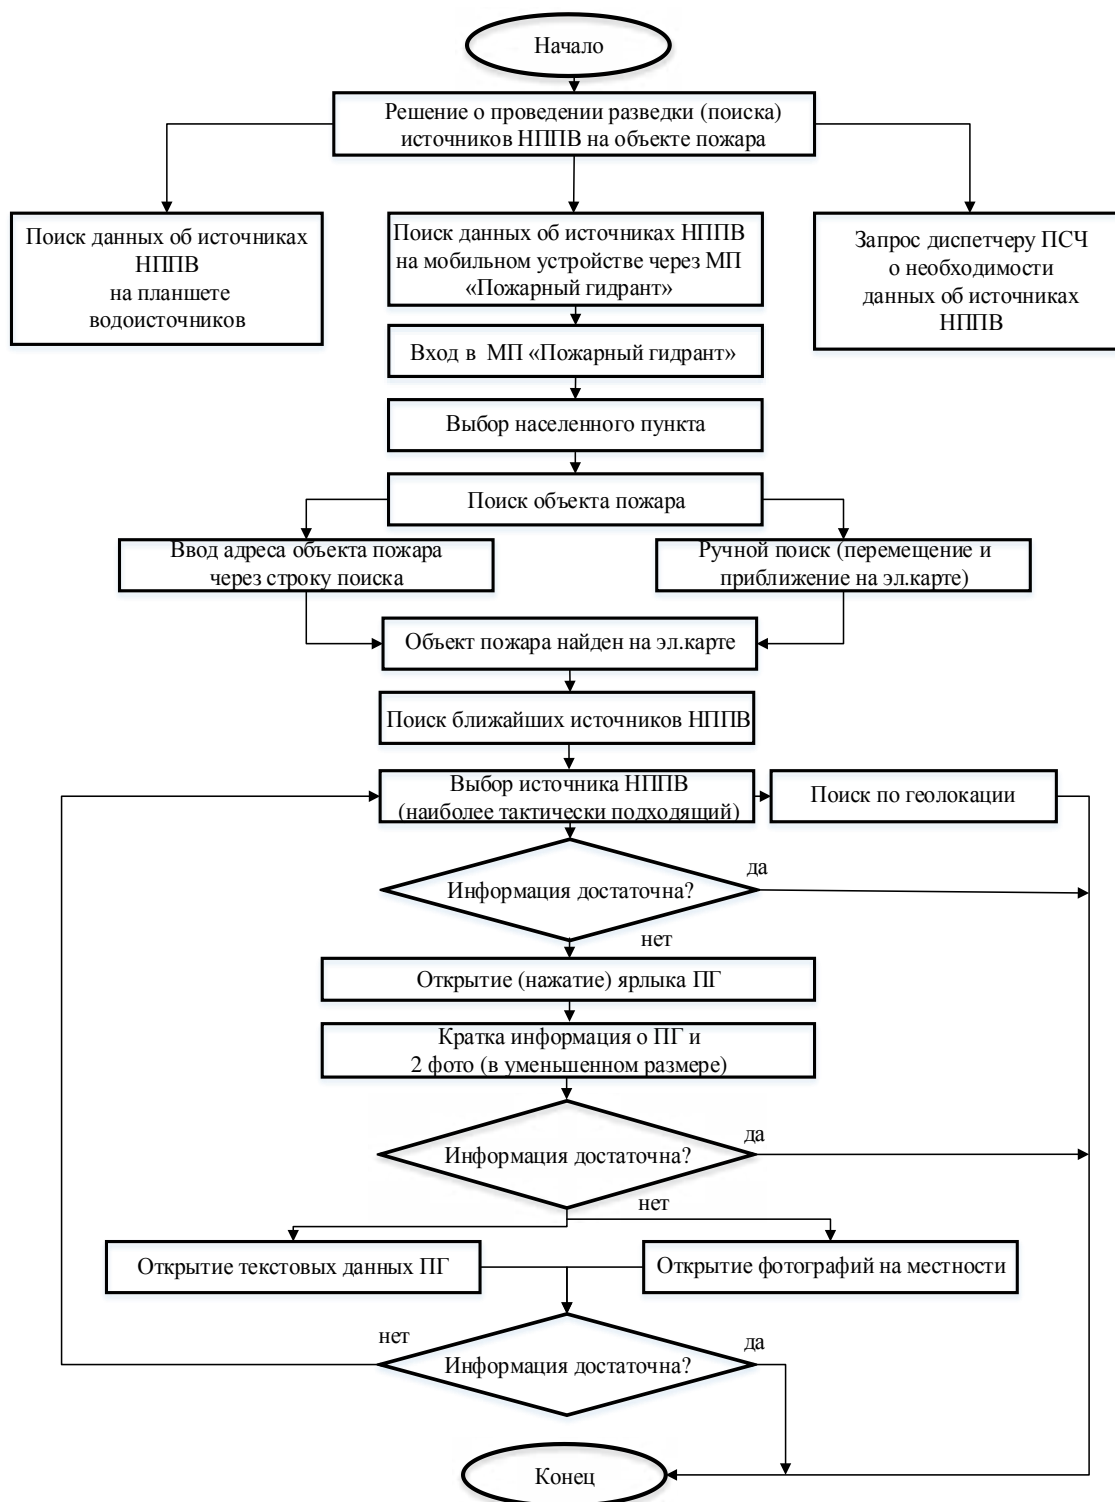 Начало
Решение о проведении разведки (поиска)
источников НППВ на объекте пожара
Поиск данных об источниках
НППВ
на планшете
водоисточников
Поиск данных об источниках НППВ
на мобильном устройстве через МП
«Пожарный гидрант»
Запрос диспетчеру ПСЧ
о необходимости
данных об источниках
НППВ
Вход в МП «Пожарный гидрант»
Выбор населенного пункта
Поиск объекта пожара
Ввод адреса объекта пожара
через строку поиска
Ручной поиск (перемещение и
приближение на эл.карте)
Объект пожара найден на эл.карте
Поиск ближайших источников НППВ
Выбор источника НППВ
(наиболее тактически подходящий)
Поиск по геолокации
Информация достаточна?
да
нет
Открытие (нажатие) ярлыка ПГ
Кратка информация о ПГ и
2 фото (в уменьшенном размере)
Информация достаточна?
да
нет
Открытие текстовых данных ПГ
Открытие фотографий на местности
нет
Информация достаточна?
да
Конец